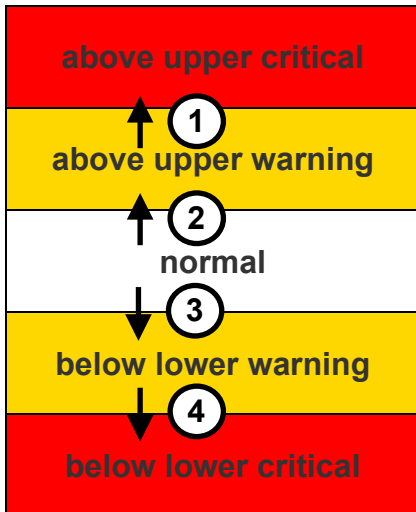 above upper critical
1
above upper warning
2
normal
3
below lower warning
4
below lower critical